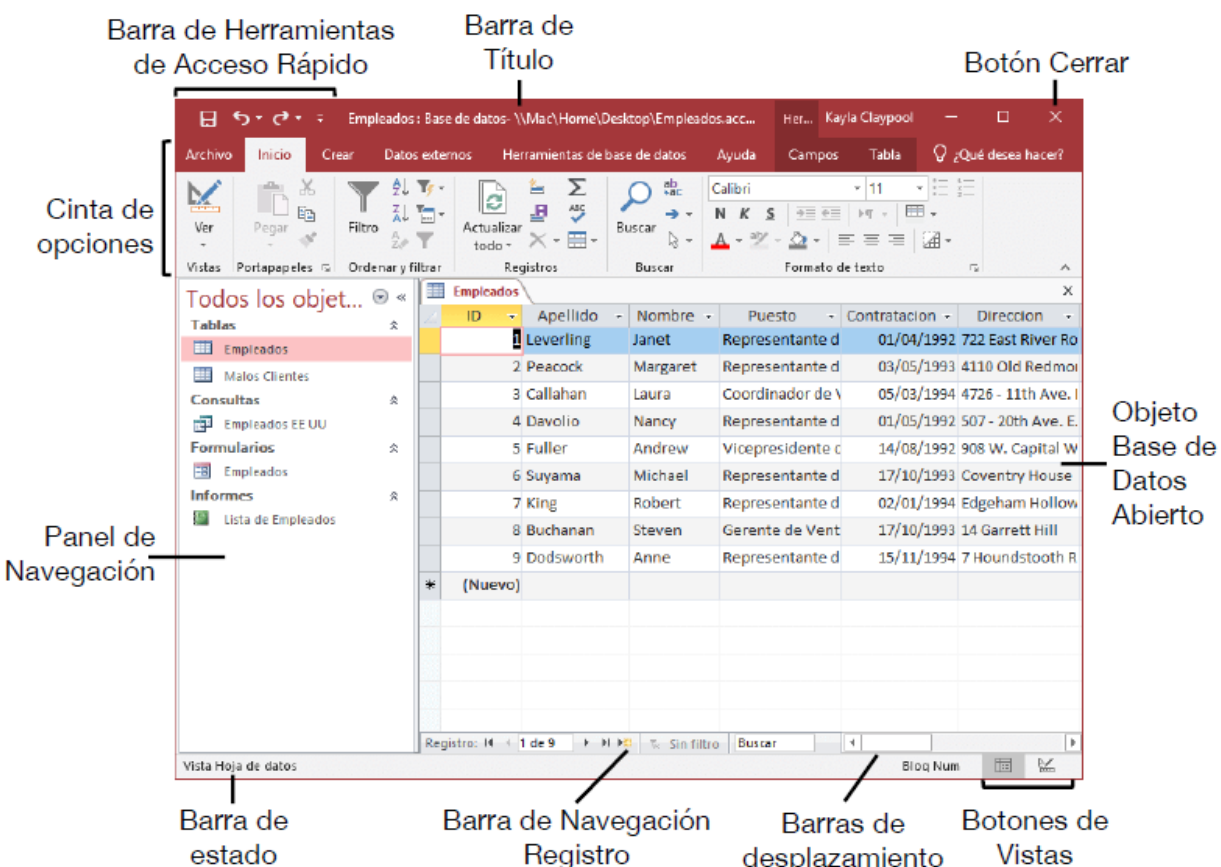 Barra de Herramientas
de Acceso Rápido
Barra de
Título
Botón Cerrar
Empleados : Base de datos- \\Mac\Home\Desktop\Empleados.acc...
Her...
Kayla Claypool
Archivo Inicio Crear Datos externos Herramientas de base de datos Ayuda Campos Tabla ¿Qué desea hacer?
Cinta de
opciones
Ver
Pegar
Filtro
Actualizar
todo
ABC
Buscar
ab
ac
Calibri 11
N K S
A
Vistas Portapapeles Ordenar y filtrar Registros Buscar Formato de texto
Todos los objet...
Tablas
Empleados
Malos Clientes
Consultas
Empleados EE UU
Formularios
Empleados
Informes
Lista de Empleados
Panel de
Navegación
Empleados
ID Apellido Nombre Puesto Contratacion Direccion
1 Leverling Janet Representante d 01/04/1992 722 East River Ro
2 Peacock Margaret Representante d 03/05/1993 4110 Old Redmo
3 Callahan Laura Coordinador de V 05/03/1994 4726 - 11th Ave.
4 Davolio Nancy Representante d 01/05/1992 507 - 20th Ave. E.
5 Fuller Andrew Vicepresidente d 14/08/1992 908 W. Capital W
6 Suyama Michael Representante d 17/10/1993 Coventry House
7 King Robert Representante d 02/01/1994 Edgeham Hollow
8 Buchanan Steven Gerente de Vent 17/10/1993 14 Garrett Hill
9 Dodsworth Anne Representante d 15/11/1994 7 Houndstooth R
(Nuevo)
Objeto
Base de
Datos
Abierto
Registro: 1 de 9 Sin filtro Buscar
Vista Hoja de datos
Bloq Num
Barra de
estado
Barra de Navegación
Registro
Barras de
desplazamiento
Botones de
Vistas